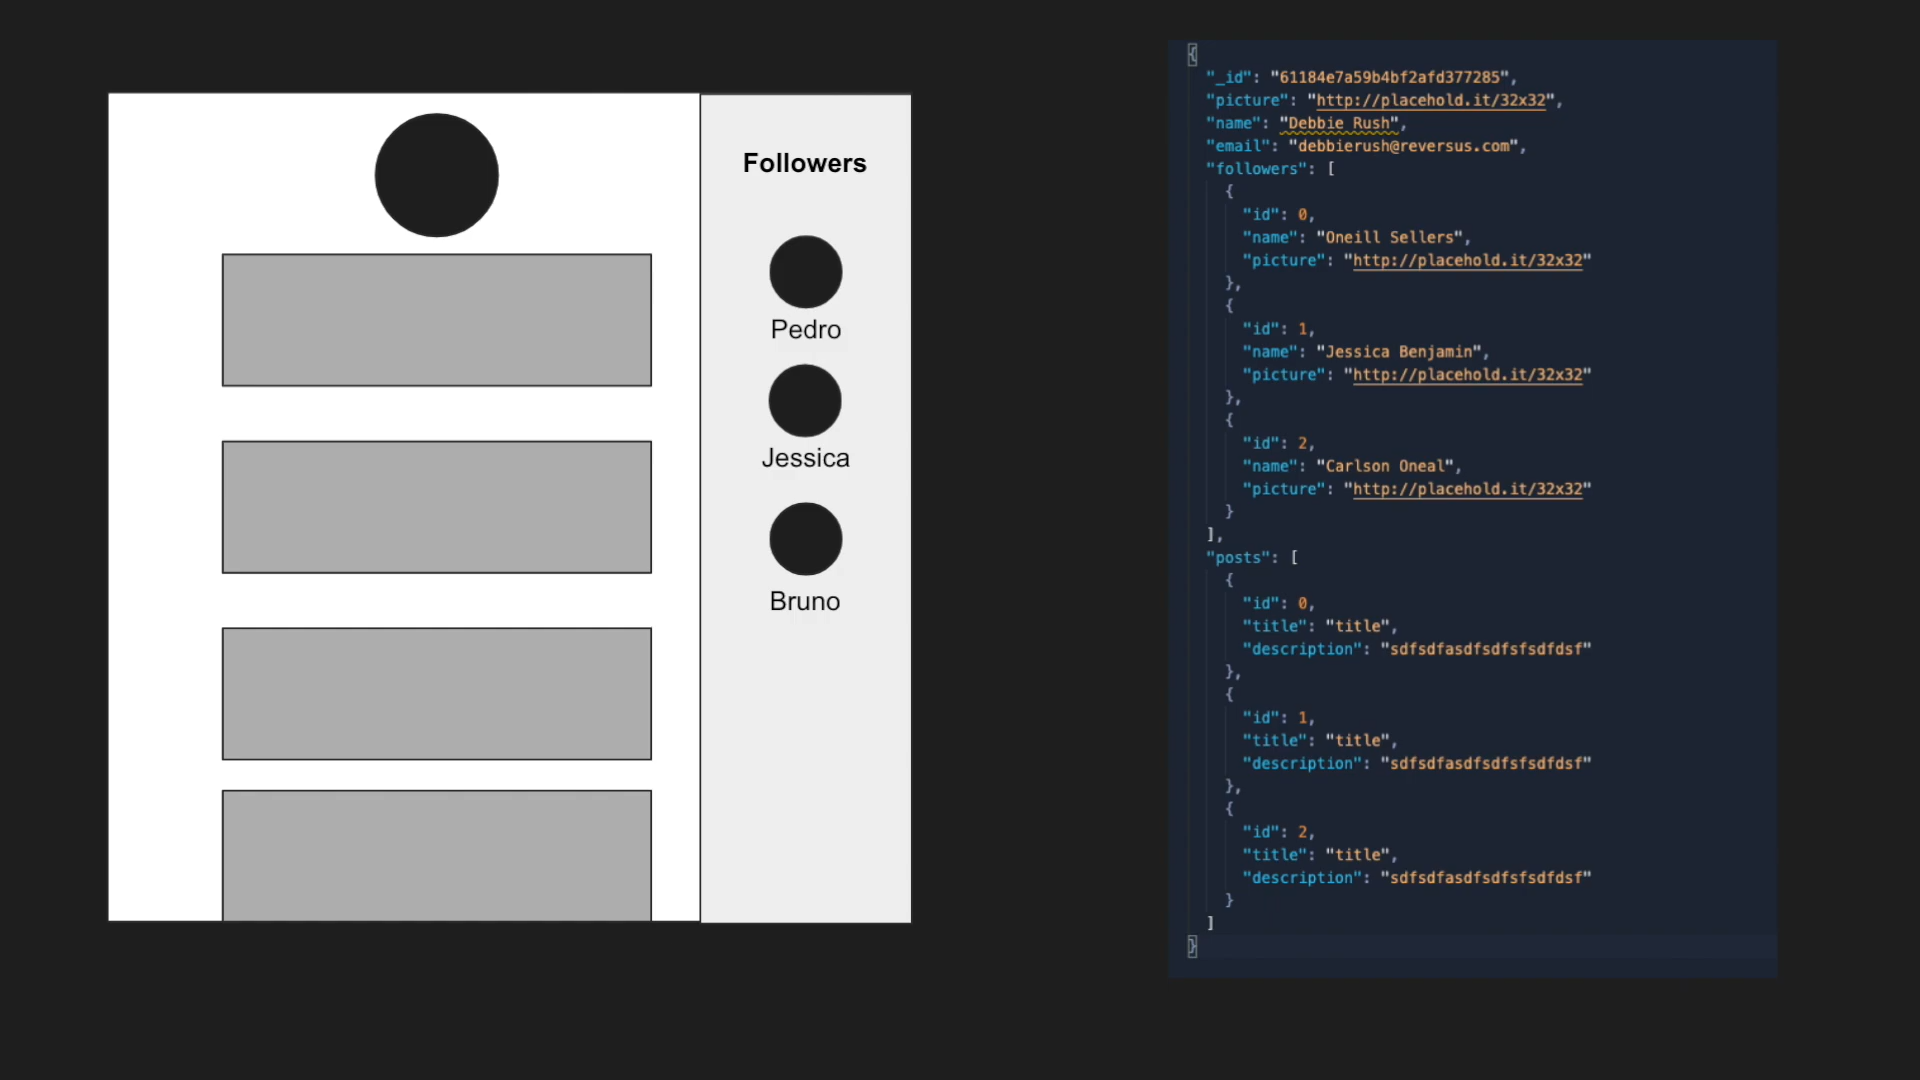 Followers
Pedro
Jessica
Bruno
{
"_id": "61184e7a59b4bf2afd377285",
"picture": "http://placehold.it/32x32",
"name": "Debbie Rush",
"email": "debbierush@reversus.com",
"followers": [
{
"id": 0,
"name": "Oneill Sellers",
"picture": "http://placehold.it/32x32"
},
{
"id": 1,
"name": "Jessica Benjamin",
"picture": "http://placehold.it/32x32"
},
{
"id": 2,
"name": "Carlson Oneal",
"picture": "http://placehold.it/32x32"
}
],
"posts": [
{
"id": 0,
"title": "title",
"description": "sdfsdfasdfsdfsfsdfdsf"
},
{
"id": 1,
"title": "title",
"description": "sdfsdfasdfsdfsfsdfdsf"
},
{
"id": 2,
"title": "title",
"description": "sdfsdfasdfsdfsfsdfdsf"
}
]
}